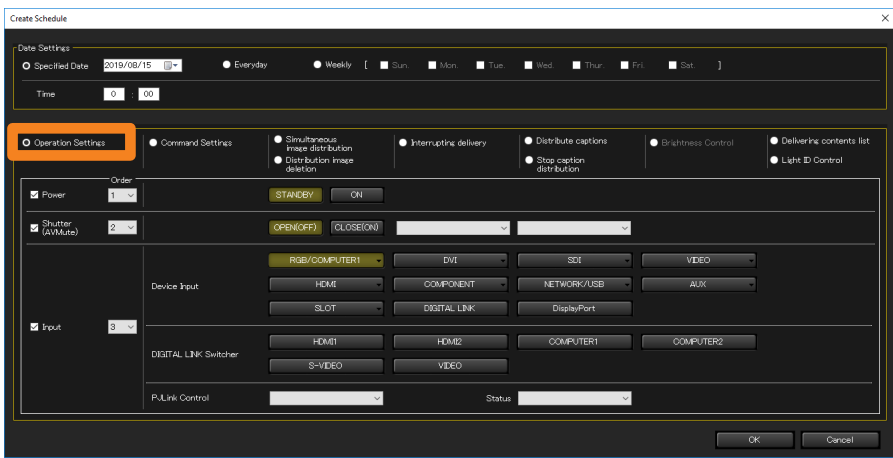 Create Schedule
Date Settings
Specified Date 2019/08/15 Everyday Weekly [ Sun. Mon. Tue. Wed. Thur. Fri. Sat. ]
Time 0 : 00
Operation Settings Command Settings Simultaneous image distribution Interrupting delivery Distribute captions Brightness Control Delivering contents list
Distribution image deletion Stop caption distribution Light ID Control
Order
Power 1 STANDBY ON
Shutter (AVMute) 2 OPEN(OFF) CLOSE(ON)
RGB/COMPUTER1 DVI SDI VIDEO
Device Input HDMI COMPONENT NETWORK/USB AUX
SLOT DIGITAL LINK DisplayPort
Input 3
HDMI1 HDMI2 COMPUTER1 COMPUTER2
DIGITAL LINK Switcher
S-VIDEO VIDEO
PJLink Control Status
OK Cancel